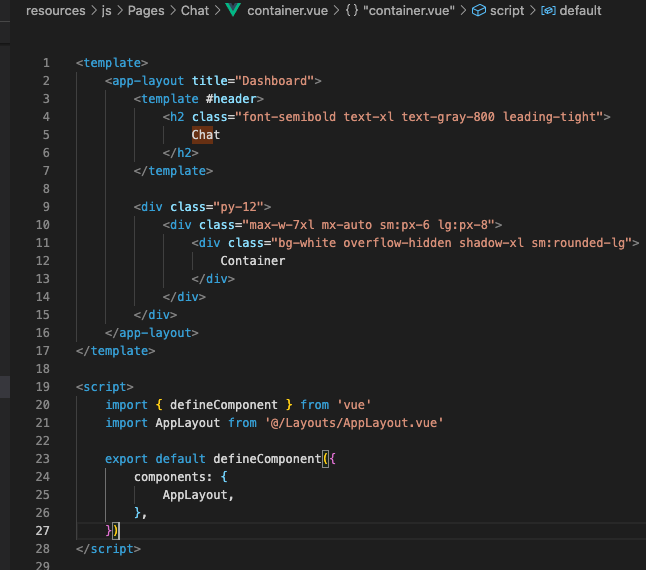 resources > js > Pages > Chat > container.vue > {} "container.vue" > script > default
1 <template>
2     <app-layout title="Dashboard">
3         <template #header>
4             <h2 class="font-semibold text-xl text-gray-800 leading-tight">
5                 Chat
6             </h2>
7         </template>
8
9         <div class="py-12">
10             <div class="max-w-7xl mx-auto sm:px-6 lg:px-8">
11                 <div class="bg-white overflow-hidden shadow-xl sm:rounded-lg">
12                     Container
13                 </div>
14             </div>
15         </div>
16     </app-layout>
17 </template>
18
19 <script>
20     import { defineComponent } from 'vue'
21     import AppLayout from '@/Layouts/AppLayout.vue'
22
23     export default defineComponent({
24         components: {
25             AppLayout,
26         },
27     })
28 </script>
29